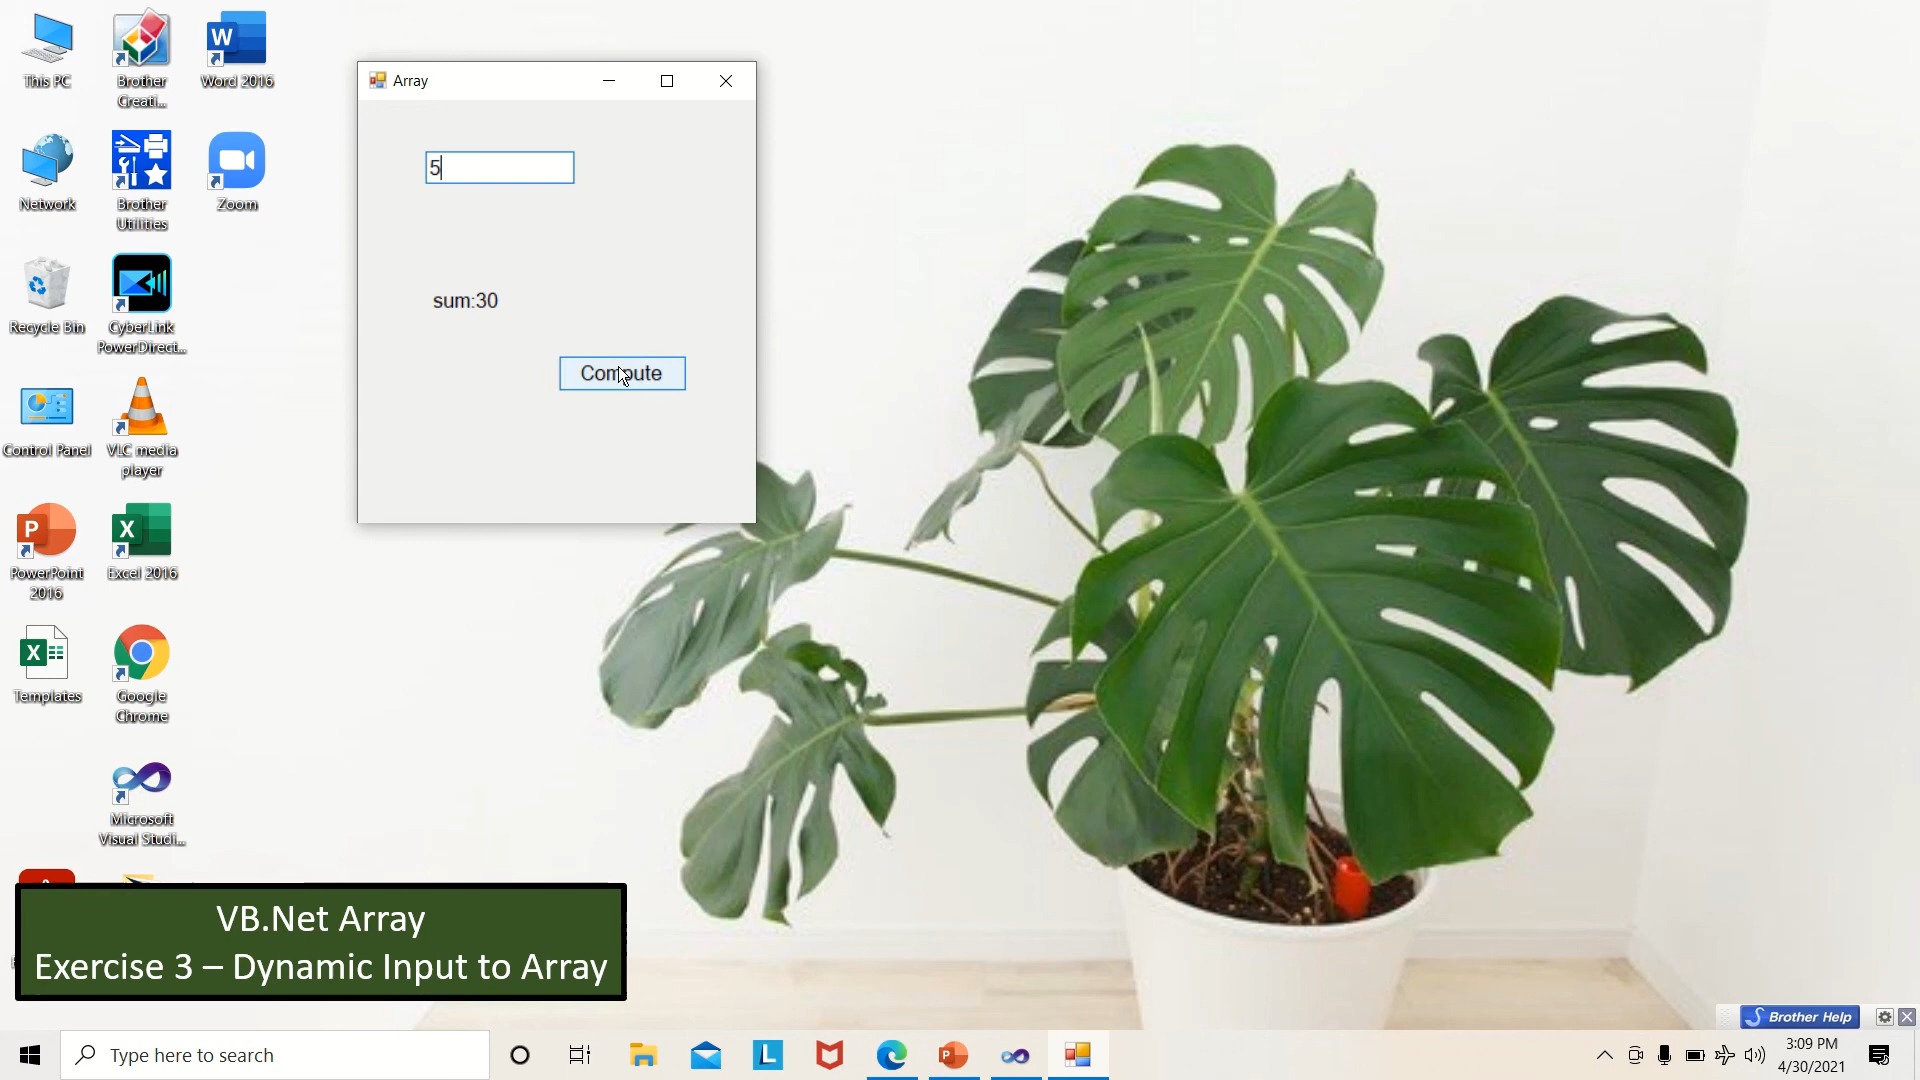 This PC
Brother
Creati...
Word 2016
Network
Brother
Utilities
Zoom
Recycle Bin
CyberLink
PowerDirect...
Control Panel
VLC media
player
PowerPoint
2016
Excel 2016
Templates
Google
Chrome
Microsoft
Visual Studi...
Array
5
sum:30
Compute
VB.Net Array
Exercise 3 – Dynamic Input to Array
Brother Help
Type here to search
3:09 PM
4/30/2021